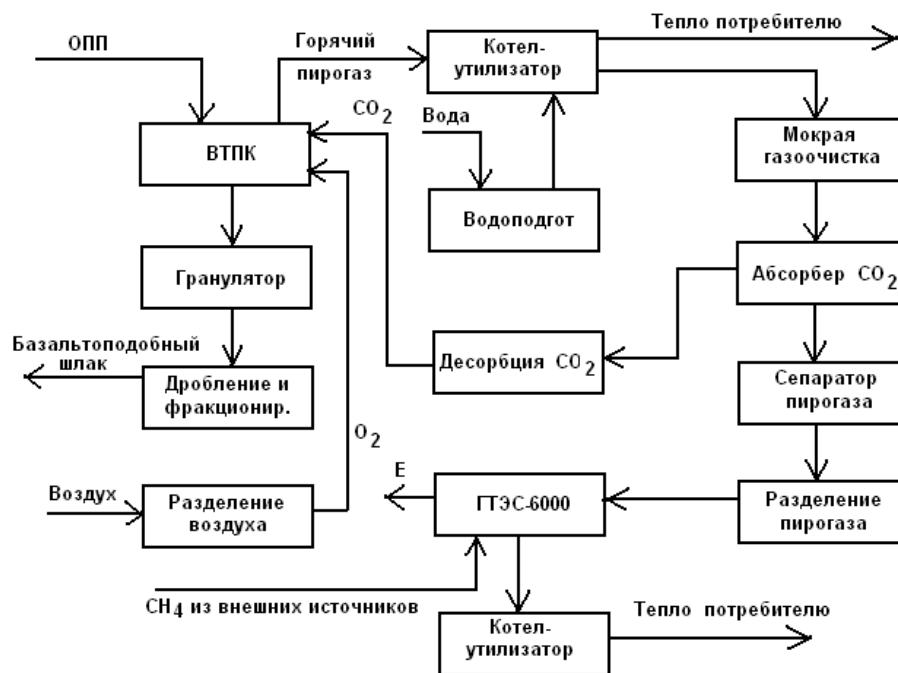 ОПП
Горячий
пирогаз
Котел-
утилизатор
Тепло потребителю
CO2
Вода
ВТПК
Мокрая
газоочистка
Водоподгот
Гранулятор
Абсорбер CO2
Базальтоподобный
шлак
Десорбция CO2
Дробление и
фракционир.
Сепаратор
пирогаза
O2
Е
Воздух
Разделение
воздуха
ГТЭС-6000
Разделение
пирогаза
CH4 из внешних источников
Котел-
утилизатор
Тепло потребителю